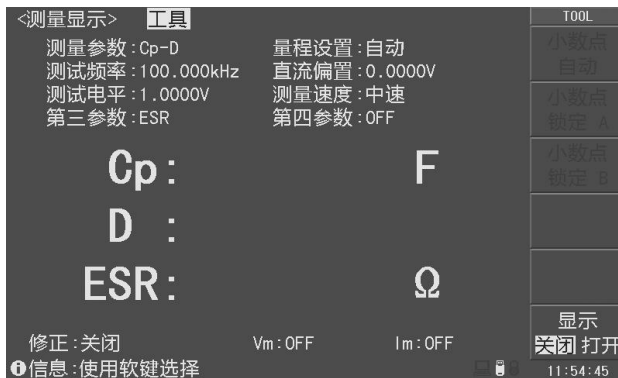 <测量显示> 工具 TOOL
测量参数:Cp-D 量程设置:自动
测试频率:100.000kHz 直流偏置:0.0000V
测试电平:1.0000V 测量速度:中速
第三参数:ESR 第四参数:OFF
小数点
自动
小数点
锁定 A
小数点
锁定 B
Cp: F
D :
ESR: Ω
显示
关闭 打开
修正:关闭 Vm:OFF Im:OFF
信息:使用软键选择 11:54:45